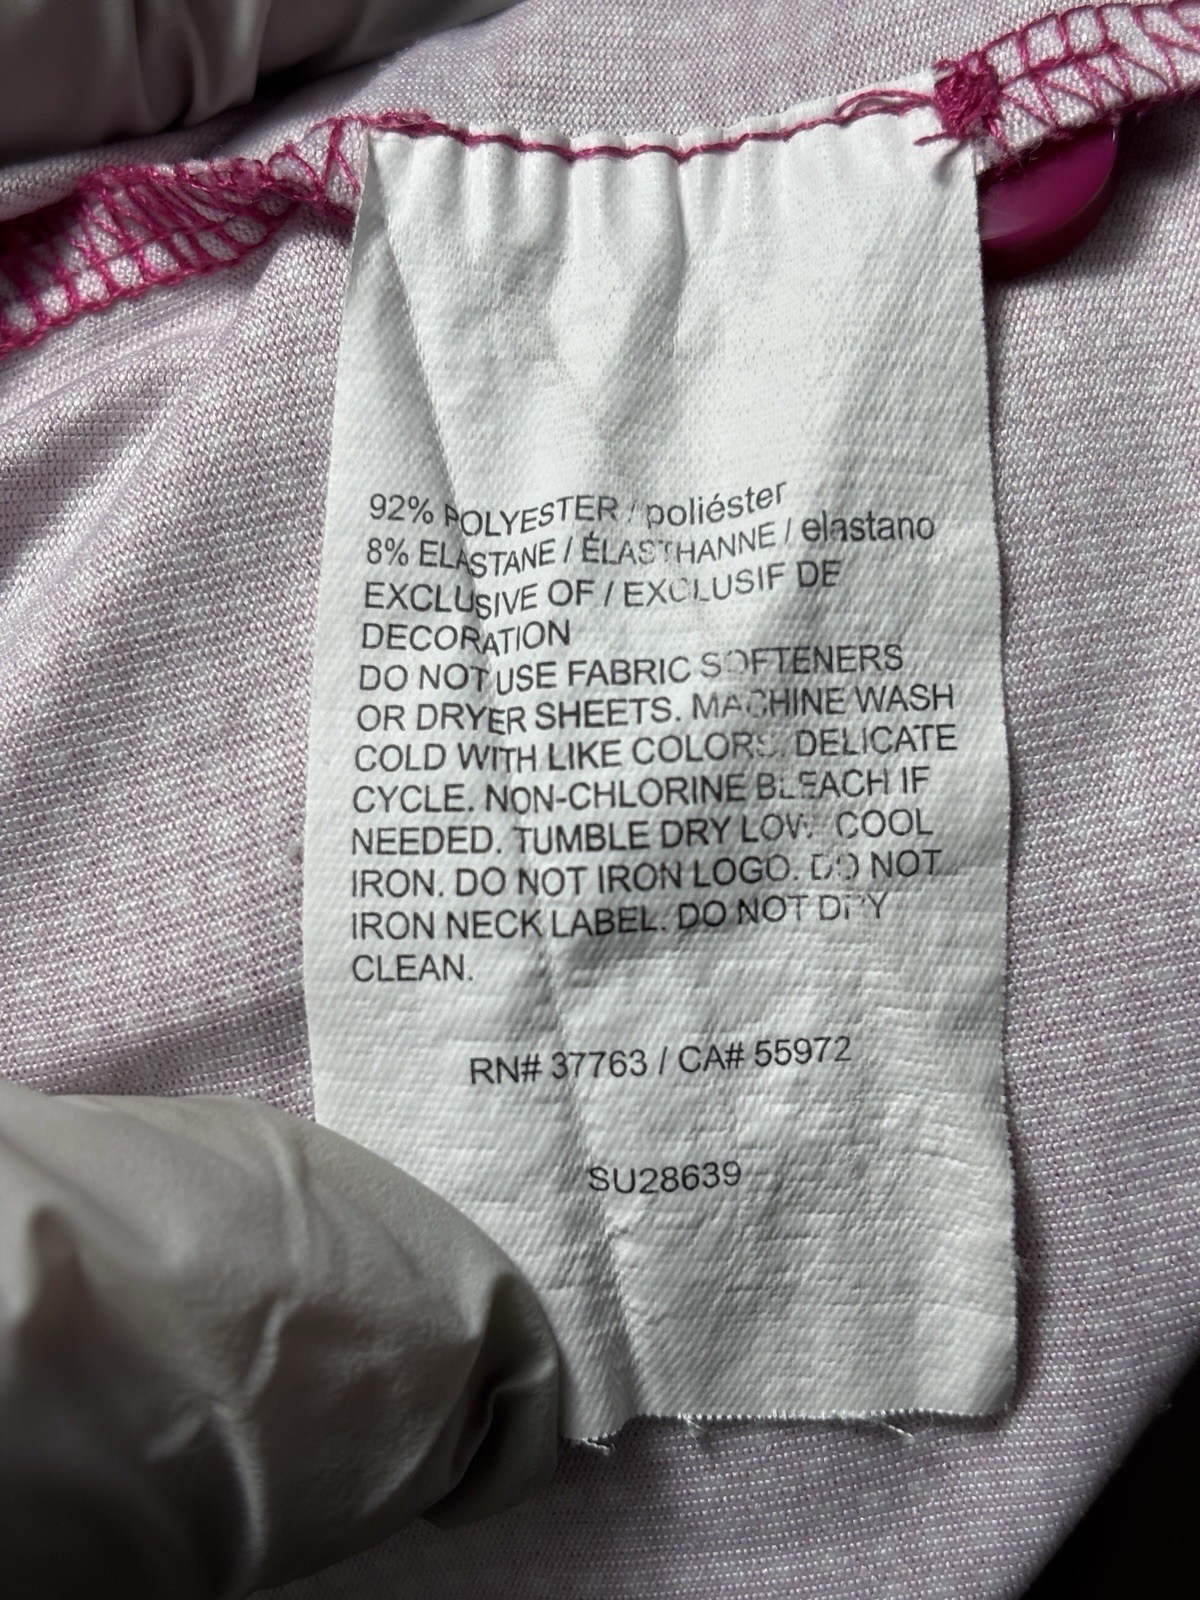 92% POLYESTER / poliéster
8% ELASTANE / ÉLASTHANNE / elastano
EXCLUSIVE OF / EXCLUSIF DE
DECORATION
DO NOT USE FABRIC SOFTENERS
OR DRYER SHEETS. MACHINE WASH
COLD WITH LIKE COLORS. DELICATE
CYCLE. NON-CHLORINE BLEACH IF
NEEDED. TUMBLE DRY LOW. COOL
IRON. DO NOT IRON LOGO. DO NOT
IRON NECK LABEL. DO NOT DRY
CLEAN.
RN# 37763 / CA# 55972
SU28639